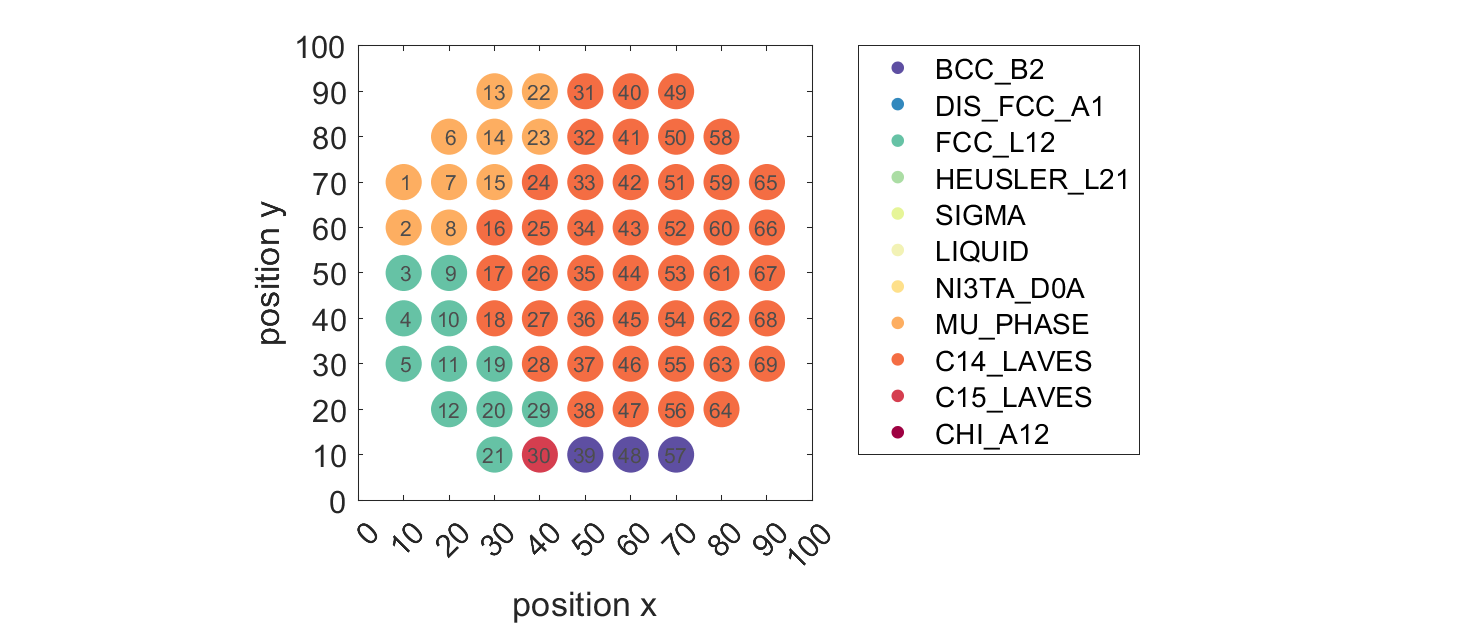 100
90
80
70
60
50
40
30
20
10
0
position y
13 22 31 40 49
6 14 23 32 41 50 58
1 7 15 24 33 42 51 59 65
2 8 16 25 34 43 52 60 66
3 9 17 26 35 44 53 61 67
4 10 18 27 36 45 54 62 68
5 11 19 28 37 46 55 63 69
12 20 29 38 47 56 64
21 30 39 48 57
0 10 20 30 40 50 60 70 80 90 100
position x
BCC_B2
DIS_FCC_A1
FCC_L12
HEUSLER_L21
SIGMA
LIQUID
NI3TA_D0A
MU_PHASE
C14_LAVES
C15_LAVES
CHI_A12